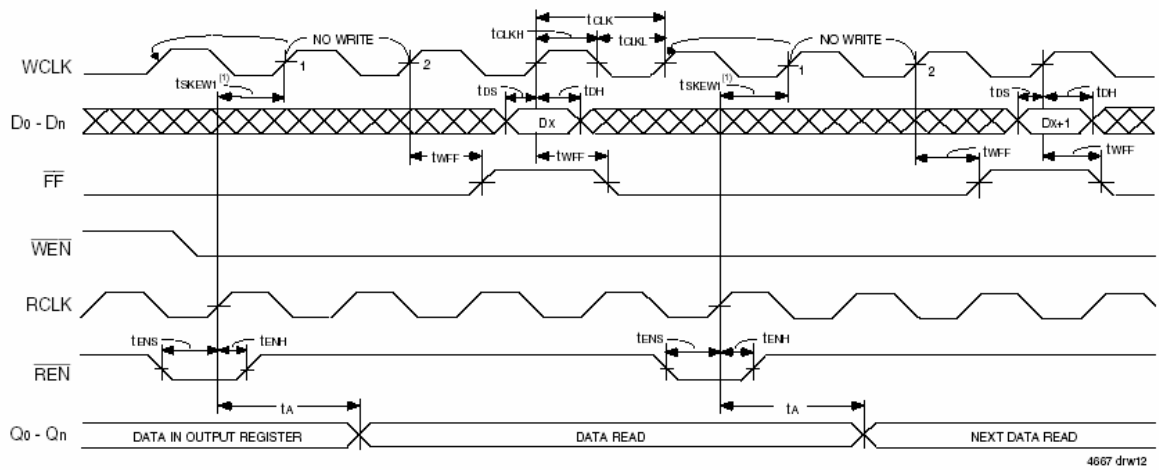 tCLK
tCLKH
tCLKL
NO WRITE
NO WRITE
WCLK
1
2
1
2
tSKEW1 (1)
tSKEW1 (1)
tDS
tDH
tDS
tDH
D0 - Dn
DX
DX+1
tWFF
tWFF
tWFF
tWFF
FF
WEN
RCLK
tENS
tENH
tENS
tENH
REN
tA
tA
Q0 - Qn
DATA IN OUTPUT REGISTER
DATA READ
NEXT DATA READ
4667 drw12